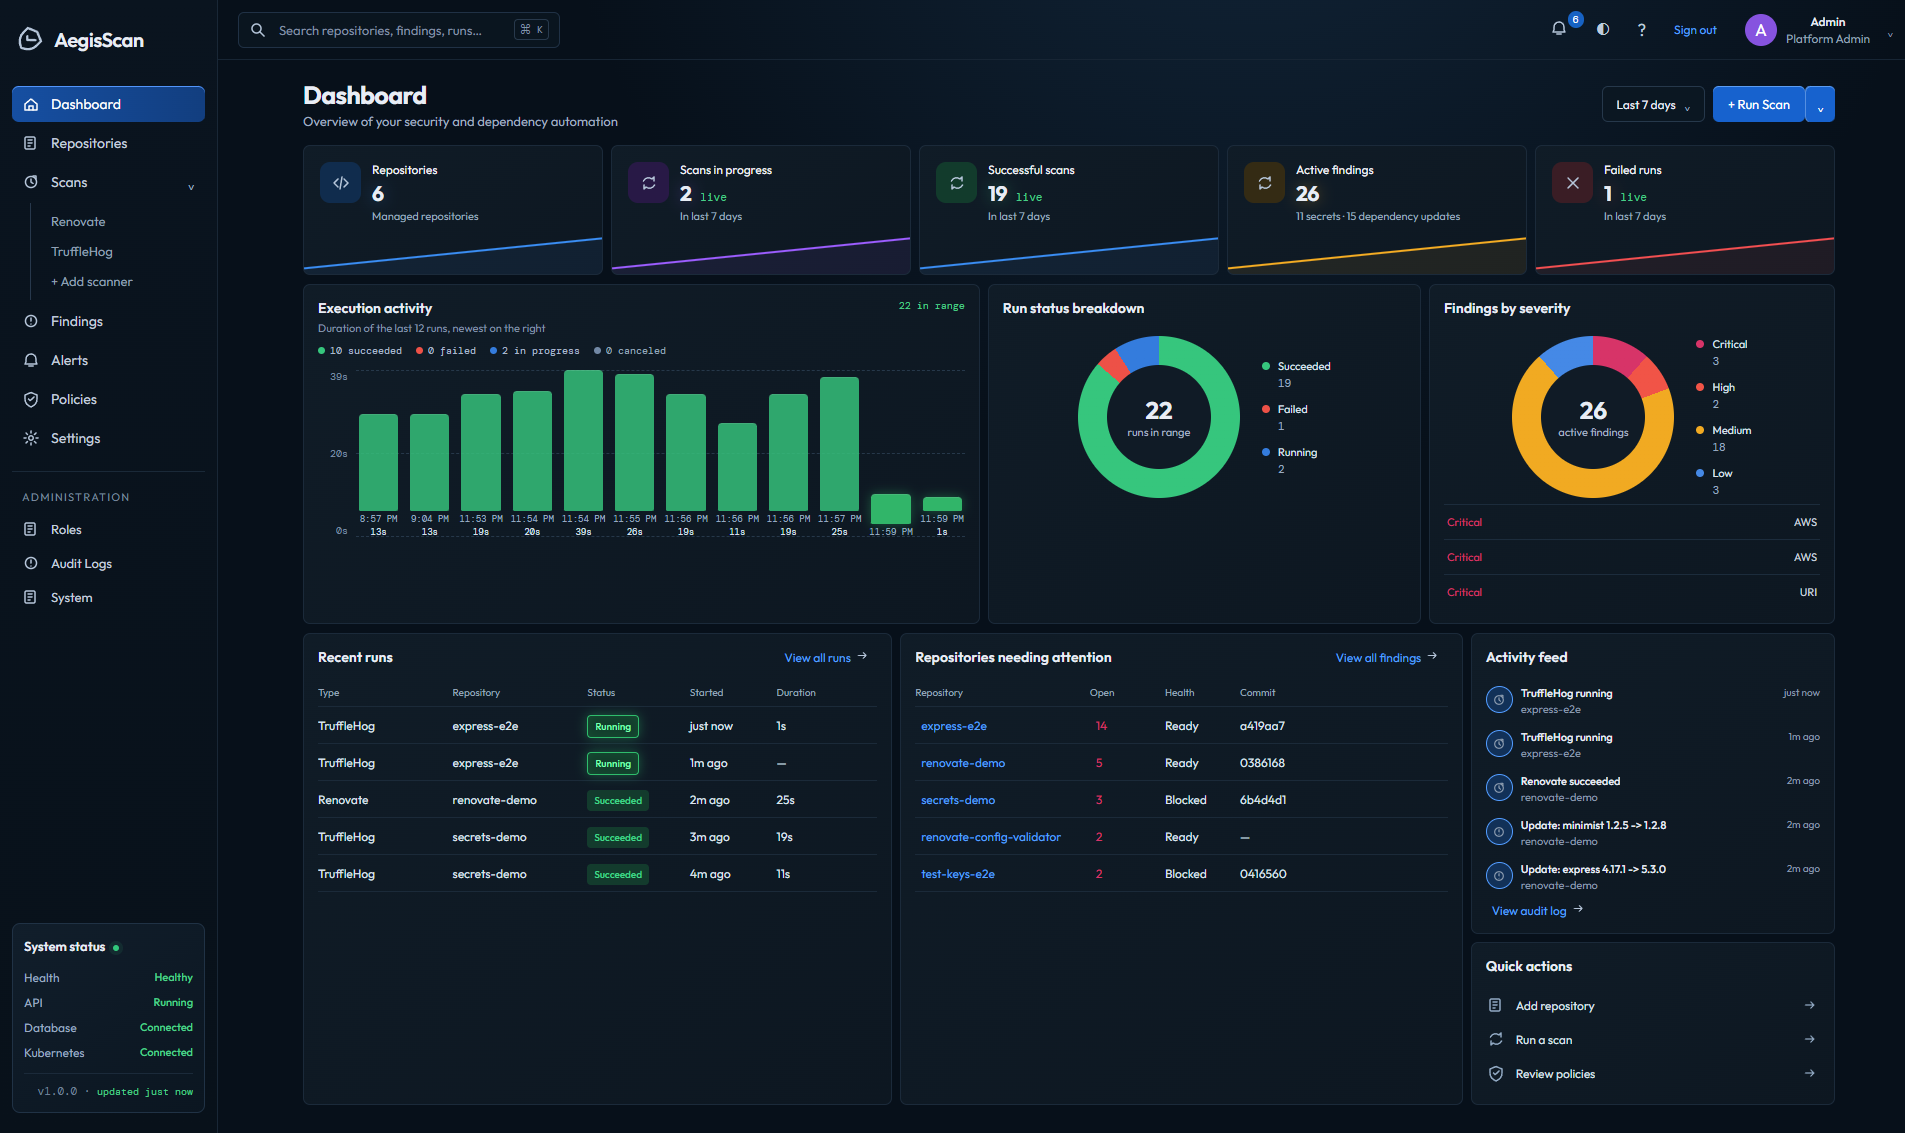 AegisScan
Search repositories, findings, runs...
⌘ K
6
?
Sign out
A
Admin
Platform Admin
Dashboard
Repositories
Scans
Renovate
TruffleHog
+ Add scanner
Findings
Alerts
Policies
Settings
ADMINISTRATION
Roles
Audit Logs
System
System status
Health Healthy
API Running
Database Connected
Kubernetes Connected
v1.0.0 · updated just now
Dashboard
Overview of your security and dependency automation
Last 7 days
+ Run Scan
Repositories
6
Managed repositories
Scans in progress
2 live
In last 7 days
Successful scans
19 live
In last 7 days
Active findings
26
11 secrets · 15 dependency updates
Failed runs
1 live
In last 7 days
Execution activity
22 in range
Duration of the last 12 runs, newest on the right
10 succeeded 0 failed 2 in progress 0 canceled
39s
20s
0s
8:57 PM 9:04 PM 11:53 PM 11:54 PM 11:54 PM 11:55 PM 11:56 PM 11:56 PM 11:56 PM 11:57 PM 11:59 PM 11:59 PM
13s 13s 19s 20s 39s 26s 19s 11s 19s 25s 1s
Run status breakdown
22
runs in range
Succeeded
19
Failed
1
Running
2
Findings by severity
26
active findings
Critical
3
High
2
Medium
18
Low
3
Critical AWS
Critical AWS
Critical URI
Recent runs
View all runs →
Type Repository Status Started Duration
TruffleHog express-e2e Running just now 1s
TruffleHog express-e2e Running 1m ago —
Renovate renovate-demo Succeeded 2m ago 25s
TruffleHog secrets-demo Succeeded 3m ago 19s
TruffleHog secrets-demo Succeeded 4m ago 11s
Repositories needing attention
View all findings →
Repository Open Health Commit
express-e2e 14 Ready a419aa7
renovate-demo 5 Ready 0386168
secrets-demo 3 Blocked 6b4d4d1
renovate-config-validator 2 Ready —
test-keys-e2e 2 Blocked 0416560
Activity feed
TruffleHog running just now
express-e2e
TruffleHog running 1m ago
express-e2e
Renovate succeeded 2m ago
renovate-demo
Update: minimist 1.2.5 -> 1.2.8 2m ago
renovate-demo
Update: express 4.17.1 -> 5.3.0 2m ago
renovate-demo
View audit log →
Quick actions
Add repository →
Run a scan →
Review policies →